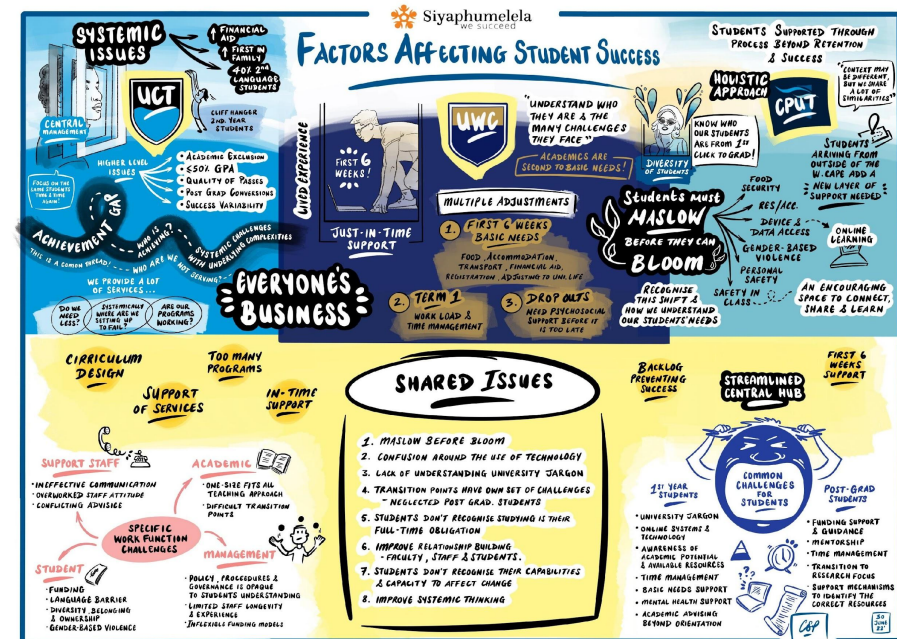 Siyaphumelela
we succeed
FACTORS AFFECTING STUDENT SUCCESS
SYSTEMIC
ISSUES
FINANCIAL
AID
FIRST IN
FAMILY
40% 2nd
LANGUAGE
STUDENTS
UCT
CLIFF HANGER
2ND YEAR
STUDENTS
CENTRAL
MANAGEMENT
HIGHER LEVEL
ISSUES
• ACADEMIC EXCLUSION
• ≤50% GPA
• QUALITY OF PASSES
• POST GRAD CONVERSIONS
• SUCCESS VARIABILITY
FOCUS ON THE
SAME STUDENTS
TIME & TIME
AGAIN!
ACHIEVEMENT GAP
THIS IS A COMMON THREAD!
WHO IS
ACHIEVING?
WHO ARE WE NOT SERVING?
SYSTEMIC CHALLENGES
WITH UNDERLYING COMPLEXITIES
WE PROVIDE A LOT
OF SERVICES...
DO WE
NEED
LESS?
SYSTEMICALLY
WHERE ARE WE
SETTING UP
TO FAIL?
ARE OUR
PROGRAMS
WORKING?
EVERYONE'S
BUSINESS
LIVED EXPERIENCE
FIRST 6
WEEKS!
JUST-IN-TIME
SUPPORT
UWC
"UNDERSTAND WHO
THEY ARE & THE
MANY CHALLENGES
THEY FACE"
ACADEMICS ARE
SECOND TO BASIC NEEDS!
MULTIPLE ADJUSTMENTS
1. FIRST 6 WEEKS
BASIC NEEDS
FOOD, ACCOMMODATION,
TRANSPORT, FINANCIAL AID,
REGISTRATION, ADJUSTING TO UNI. LIFE
2. TERM 1
WORK LOAD &
TIME MANAGEMENT
3. DROP OUTS
NEED PSYCHOSOCIAL
SUPPORT BEFORE IT
IS TOO LATE
STUDENTS SUPPORTED THROUGH
PROCESS BEYOND RETENTION
& SUCCESS
HOLISTIC
APPROACH
CPUT
"CONTEXT MAY
BE DIFFERENT,
BUT WE SHARE
A LOT OF
SIMILARITIES"
DIVERSITY
OF STUDENTS
KNOW WHO
OUR STUDENTS
ARE FROM 1ST
CLICK TO GRAD!
STUDENTS
ARRIVING FROM
OUTSIDE OF THE
W.CAPE ADD A
NEW LAYER OF
SUPPORT NEEDED
Students must
MASLOW
BEFORE THEY CAN
BLOOM
FOOD
SECURITY
RES/ACC.
DEVICE &
DATA ACCESS
ONLINE
LEARNING
GENDER-BASED
VIOLENCE
PERSONAL
SAFETY
SAFETY IN
CLASS
AN ENCOURAGING
SPACE TO CONNECT,
SHARE & LEARN
RECOGNISE
THIS SHIFT &
HOW WE UNDERSTAND
OUR STUDENTS' NEEDS
CIRRICULUM
DESIGN
TOO MANY
PROGRAMS
SUPPORT
OF SERVICES
IN-TIME
SUPPORT
SUPPORT STAFF
• INEFFECTIVE COMMUNICATION
• OVERWORKED STAFF ATTITUDE
• CONFLICTING ADVISICE
ACADEMIC
• ONE-SIZE FITS ALL
TEACHING APPROACH
• DIFFICULT TRANSITION
POINTS
SPECIFIC
WORK FUNCTION
CHALLENGES
STUDENT
• FUNDING
• LANGUAGE BARRIER
• DIVERSITY, BELONGING
& OWNERSHIP
• GENDER-BASED VIOLENCE
MANAGEMENT
• POLICY, PROCEDURES &
GOVERNANCE IS OPAQUE
TO STUDENTS UNDERSTANDING
• LIMITED STAFF LONGEVITY
& EXPERIENCE
• INFLEXIBLE FUNDING MODELS
SHARED ISSUES
1. MASLOW BEFORE BLOOM
2. CONFUSION AROUND THE USE OF TECHNOLOGY
3. LACK OF UNDERSTANDING UNIVERSITY JARGON
4. TRANSITION POINTS HAVE OWN SET OF CHALLENGES
- NEGLECTED POST GRAD. STUDENTS
5. STUDENTS DON'T RECOGNISE STUDYING IS THEIR
FULL-TIME OBLIGATION
6. IMPROVE RELATIONSHIP BUILDING
- FACULTY, STAFF & STUDENTS.
7. STUDENTS DON'T RECOGNISE THEIR CAPABILITIES
& CAPACITY TO AFFECT CHANGE
8. IMPROVE SYSTEMIC THINKING
BACKLOG
PREVENTING
SUCCESS
STREAMLINED
CENTRAL HUB
FIRST 6
WEEKS
SUPPORT
COMMON
CHALLENGES
FOR
STUDENTS
1ST YEAR
STUDENTS
• UNIVERSITY JARGON
• ONLINE SYSTEMS &
TECHNOLOGY
• AWARENESS OF
ACADEMIC POTENTIAL
& AVAILABLE RESOURCES
• TIME MANAGEMENT
• BASIC NEEDS SUPPORT
• MENTAL HEALTH SUPPORT
• ACADEMIC ADVISING
BEYOND ORIENTATION
???
POST-GRAD
STUDENTS
• FUNDING SUPPORT
& GUIDANCE
• MENTORSHIP
• TIME MANAGEMENT
• TRANSITION TO
RESEARCH FOCUS
• SUPPORT MECHANISMS
TO IDENTIFY THE
CORRECT RESOURCES
30
JUNE